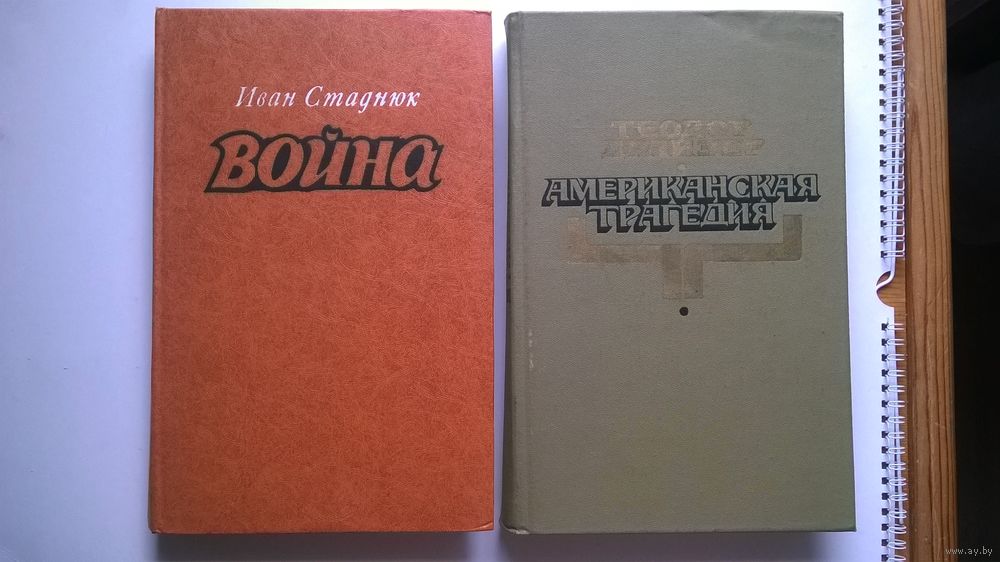 Иван Стаднюк
ВОЙНА
ТЕОДОР
ДРАЙЗЕР
АМЕРИКАНСКАЯ
ТРАГЕДИЯ
www.ay.by